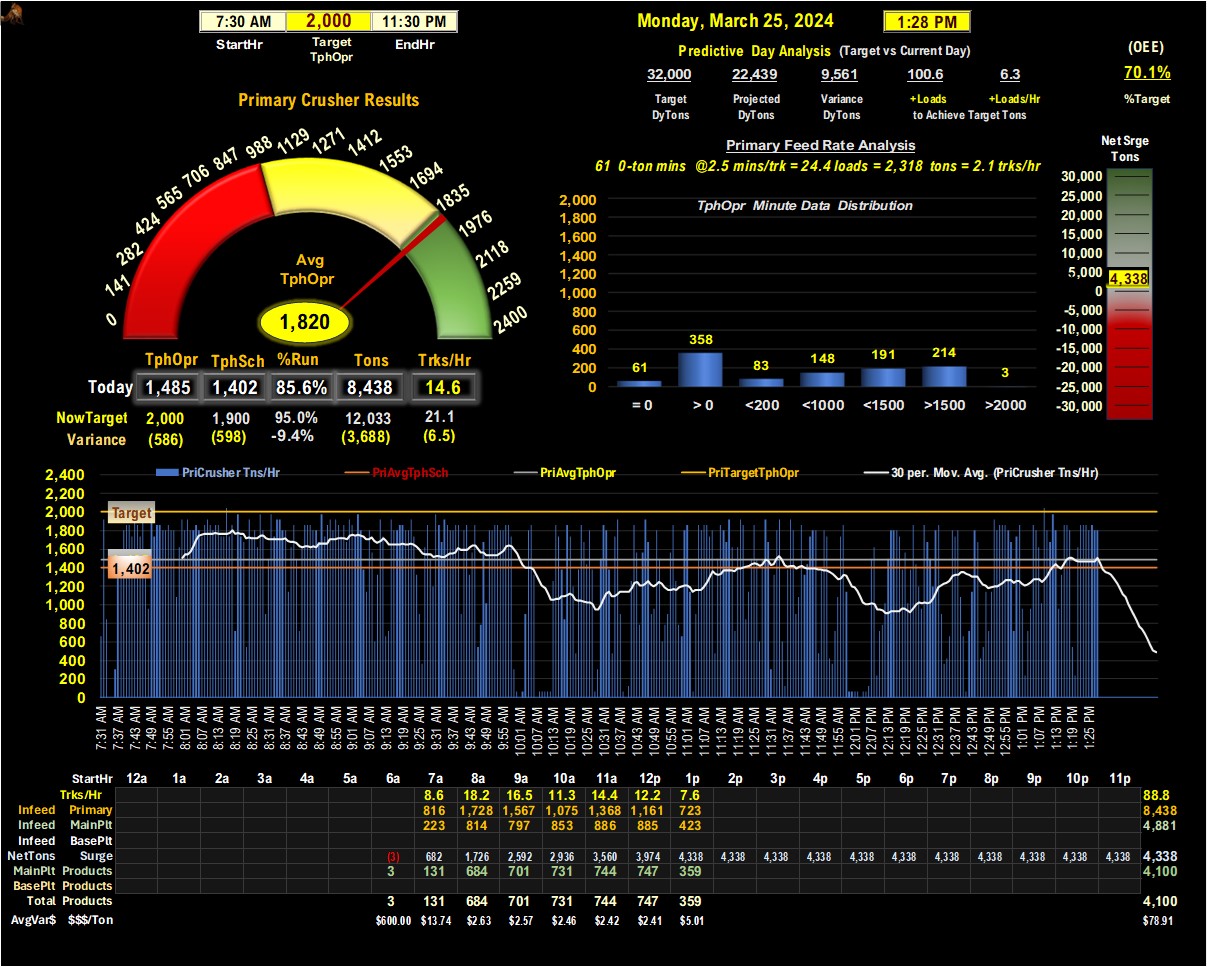 7:30 AM 2,000 11:30 PM
StartHr Target TphOpr EndHr
Monday, March 25, 2024 1:28 PM
Predictive Day Analysis (Target vs Current Day)
32,000 22,439 9,561 100.6 6.3
Target DyTons Projected DyTons Variance DyTons +Loads +Loads/Hr
to Achieve Target Tons
(OEE)
70.1%
%Target
Primary Crusher Results
0 141 282 424 565 706 847 988 1129 1271 1412 1553 1694 1835 1976 2118 2259 2400
Avg
TphOpr
1,820
TphOpr TphSch %Run Tons Trks/Hr
Today 1,485 1,402 85.6% 8,438 14.6
NowTarget 2,000 1,900 95.0% 12,033 21.1
Variance (586) (598) -9.4% (3,688) (6.5)
Primary Feed Rate Analysis
61 0-ton mins @2.5 mins/trk = 24.4 loads = 2,318 tons = 2.1 trks/hr
TphOpr Minute Data Distribution
2,000
1,800
1,600
1,400
1,200
1,000
800
600
400
200
0
61 358 83 148 191 214 3
= 0 > 0 <200 <1000 <1500 >1500 >2000
Net Srge
Tons
30,000
25,000
20,000
15,000
10,000
5,000
4,338
0
-5,000
-10,000
-15,000
-20,000
-25,000
-30,000
PriCrusher Tns/Hr PriAvgTphSch PriAvgTphOpr PriTargetTphOpr 30 per. Mov. Avg. (PriCrusher Tns/Hr)
2,400
2,200
2,000
1,800
1,600
1,400
1,200
1,000
800
600
400
200
0
Target
1,402
7:31 AM 7:37 AM 7:43 AM 7:49 AM 7:55 AM 8:01 AM 8:07 AM 8:13 AM 8:19 AM 8:25 AM 8:31 AM 8:37 AM 8:43 AM 8:49 AM 8:55 AM 9:01 AM 9:07 AM 9:13 AM 9:19 AM 9:25 AM 9:31 AM 9:37 AM 9:43 AM 9:49 AM 9:55 AM 10:01 AM 10:07 AM 10:13 AM 10:19 AM 10:25 AM 10:31 AM 10:37 AM 10:43 AM 10:49 AM 10:55 AM 11:01 AM 11:07 AM 11:13 AM 11:19 AM 11:25 AM 11:31 AM 11:37 AM 11:43 AM 11:49 AM 11:55 AM 12:01 PM 12:07 PM 12:13 PM 12:19 PM 12:25 PM 12:31 PM 12:37 PM 12:43 PM 12:49 PM 12:55 PM 1:01 PM 1:07 PM 1:13 PM 1:19 PM 1:25 PM
StartHr 12a 1a 2a 3a 4a 5a 6a 7a 8a 9a 10a 11a 12p 1p 2p 3p 4p 5p 6p 7p 8p 9p 10p 11p
Trks/Hr 8.6 18.2 16.5 11.3 14.4 12.2 7.6 88.8
Infeed Primary 816 1,728 1,567 1,075 1,368 1,161 723 8,438
Infeed MainPlt 223 814 797 853 886 885 423 4,881
Infeed BasePlt
NetTons Surge (3) 682 1,726 2,592 2,936 3,560 3,974 4,338 4,338 4,338 4,338 4,338 4,338 4,338 4,338 4,338 4,338 4,338 4,338
MainPlt Products 3 131 684 701 731 744 747 359 4,100
BasePlt Products
Total Products 3 131 684 701 731 744 747 359 4,100
AvgVar$ $$$/Ton $600.00 $13.74 $2.63 $2.57 $2.46 $2.42 $2.41 $5.01 $78.91